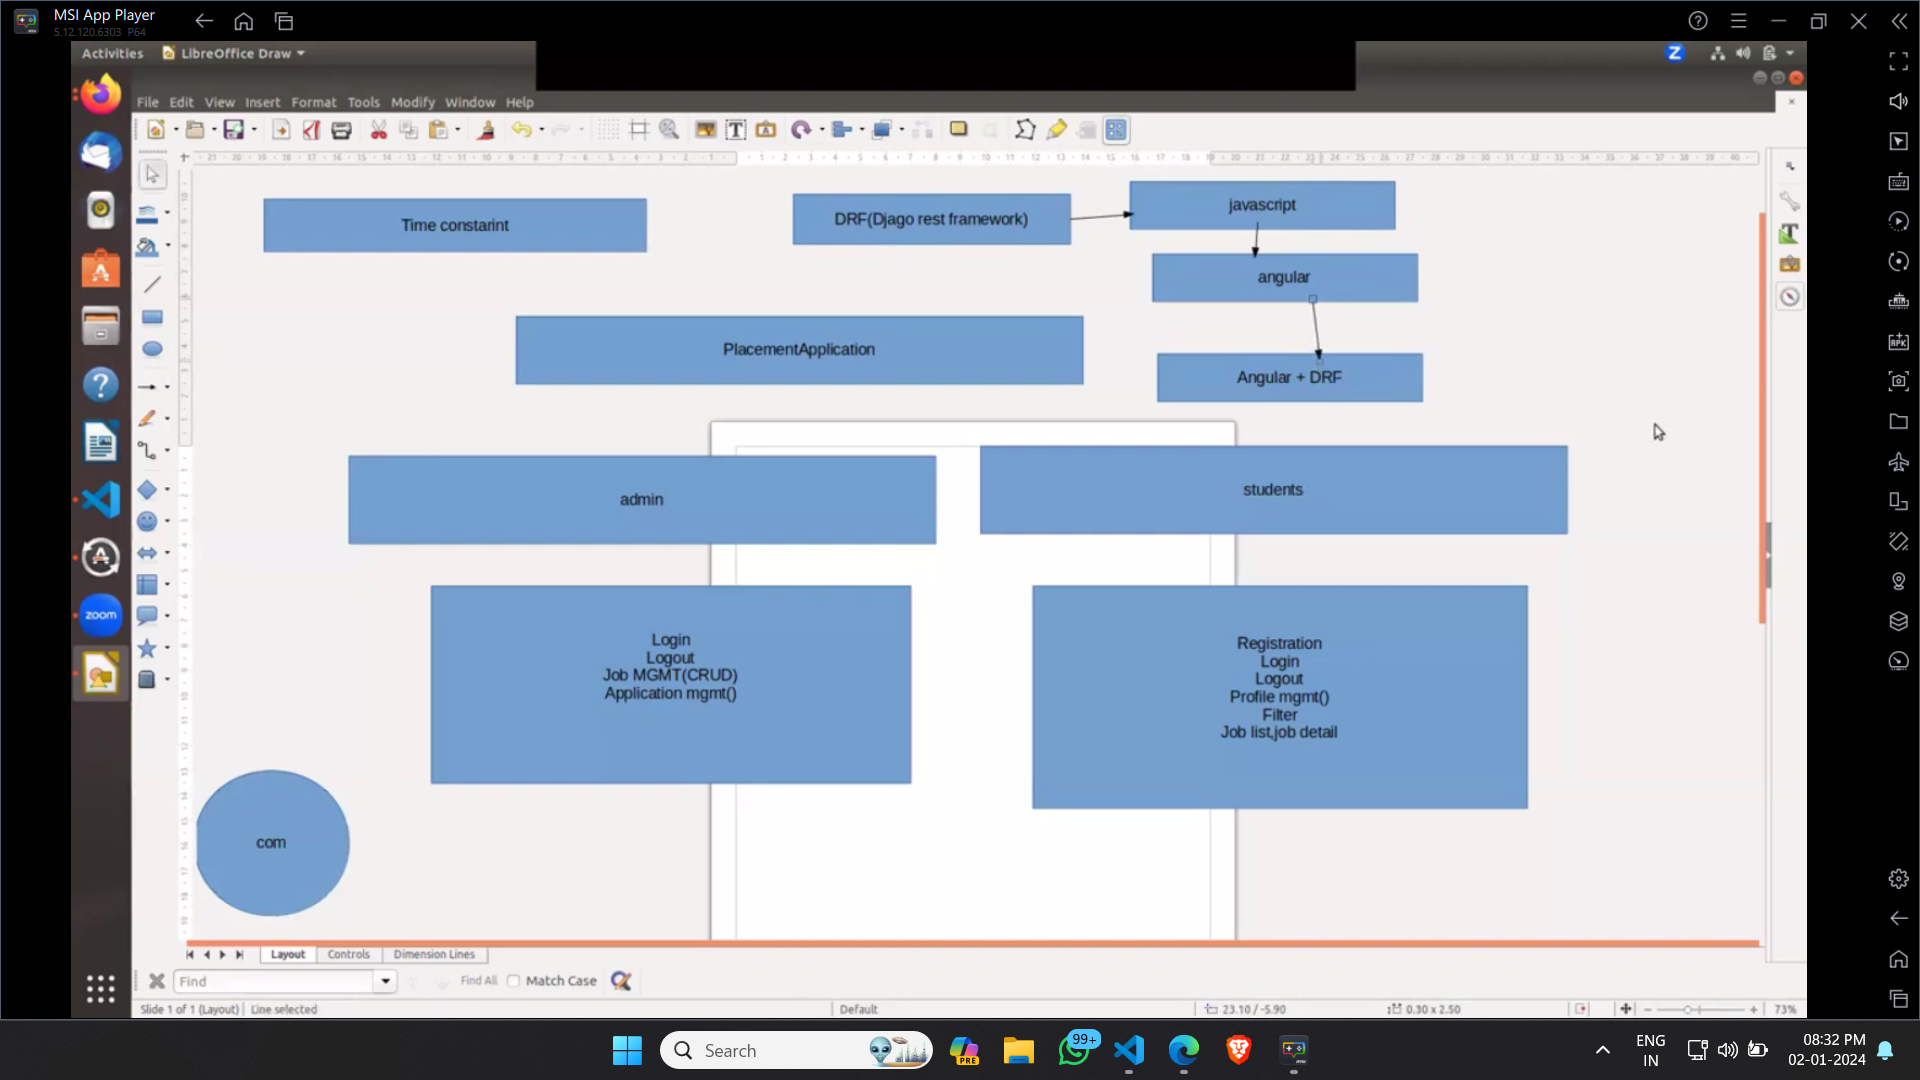 MSI App Player
5.12.120.6303 P64
Activities
LibreOffice Draw
File Edit View Insert Format Tools Modify Window Help
Time constarint
DRF(Djago rest framework)
javascript
angular
PlacementApplication
Angular + DRF
admin
students
Login
Logout
Job MGMT(CRUD)
Application mgmt()
Registration
Login
Logout
Profile mgmt()
Filter
Job list,job detail
com
zoom
Layout Controls Dimension Lines
Find
Find All
Match Case
Slide 1 of 1 (Layout)
Line selected
Default
23.10 / -5.90
0.30 x 2.50
73%
Search
PRE
99+
ENG
IN
08:32 PM
02-01-2024